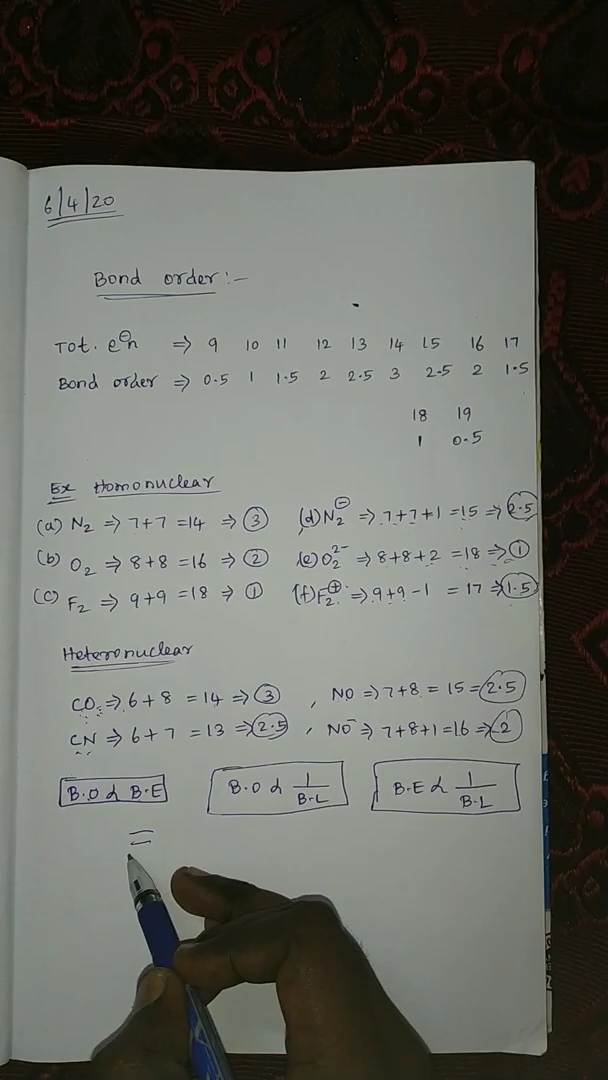 6/4/20
Bond order :-
Tot. e⊖n ⇒ 9 10 11 12 13 14 15 16 17
Bond order ⇒ 0.5 1 1.5 2 2.5 3 2.5 2 1.5
18 19
1 0.5
Ex Homonuclear
(a) N₂ ⇒ 7+7 = 14 ⇒ ③ (d) N₂⊖ ⇒ 7+7+1 = 15 ⇒ 2.5
(b) O₂ ⇒ 8+8 = 16 ⇒ ② (e) O₂²⁻ ⇒ 8+8+2 = 18 ⇒ ①
(c) F₂ ⇒ 9+9 = 18 ⇒ ① (f) F₂⊕ ⇒ 9+9-1 = 17 ⇒ 1.5
Heteronuclear
CO ⇒ 6+8 = 14 ⇒ ③ , NO ⇒ 7+8 = 15 = 2.5
CN ⇒ 6+7 = 13 ⇒ 2.5 , NO⁻ ⇒ 7+8+1 = 16 ⇒ 2
B.O α B.E B.O α 1/B.L B.E α 1/B.L